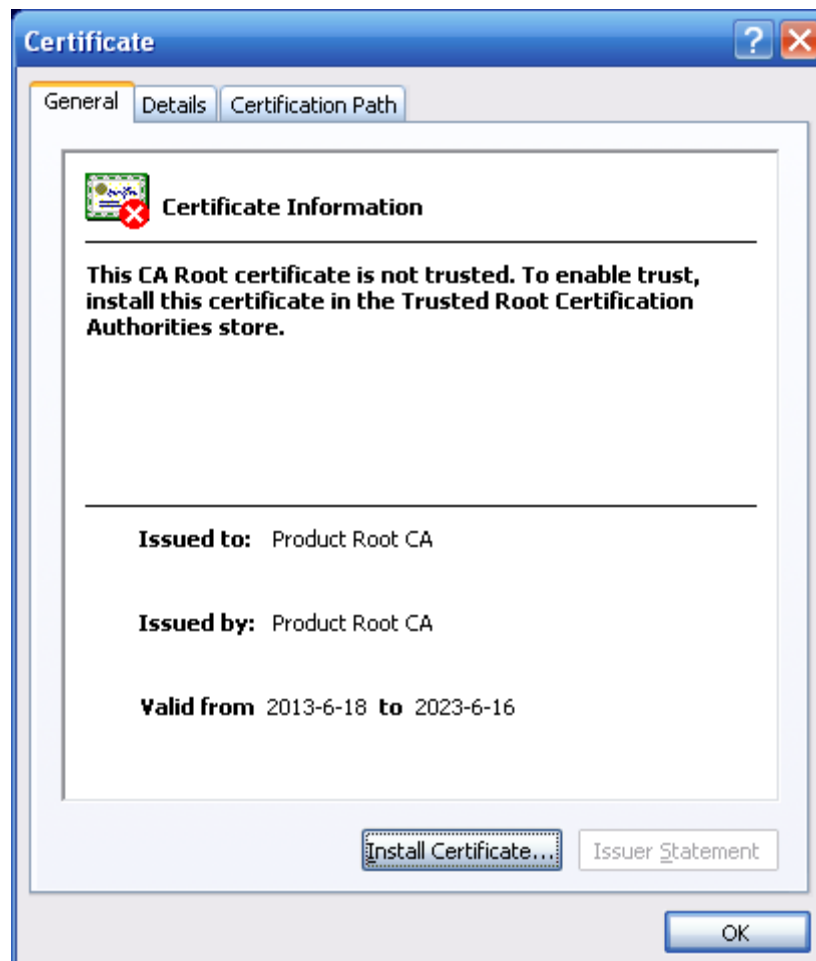 Certificate
General Details Certification Path
Certificate Information
This CA Root certificate is not trusted. To enable trust,
install this certificate in the Trusted Root Certification
Authorities store.
Issued to: Product Root CA
Issued by: Product Root CA
Valid from 2013-6-18 to 2023-6-16
Install Certificate... Issuer Statement
OK